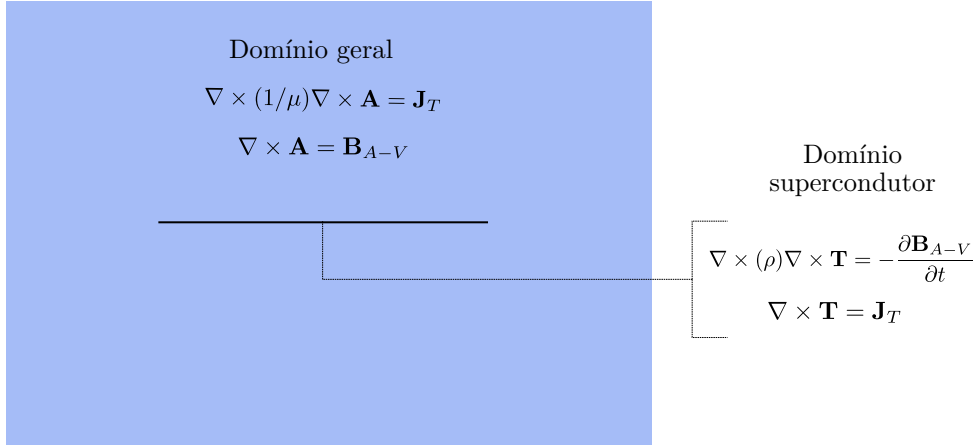 Domínio geral
∇ × (1/μ)∇ × A = J_T
∇ × A = B_{A−V}
Domínio
supercondutor
∇ × (ρ)∇ × T = −∂B_{A−V}/∂t
∇ × T = J_T